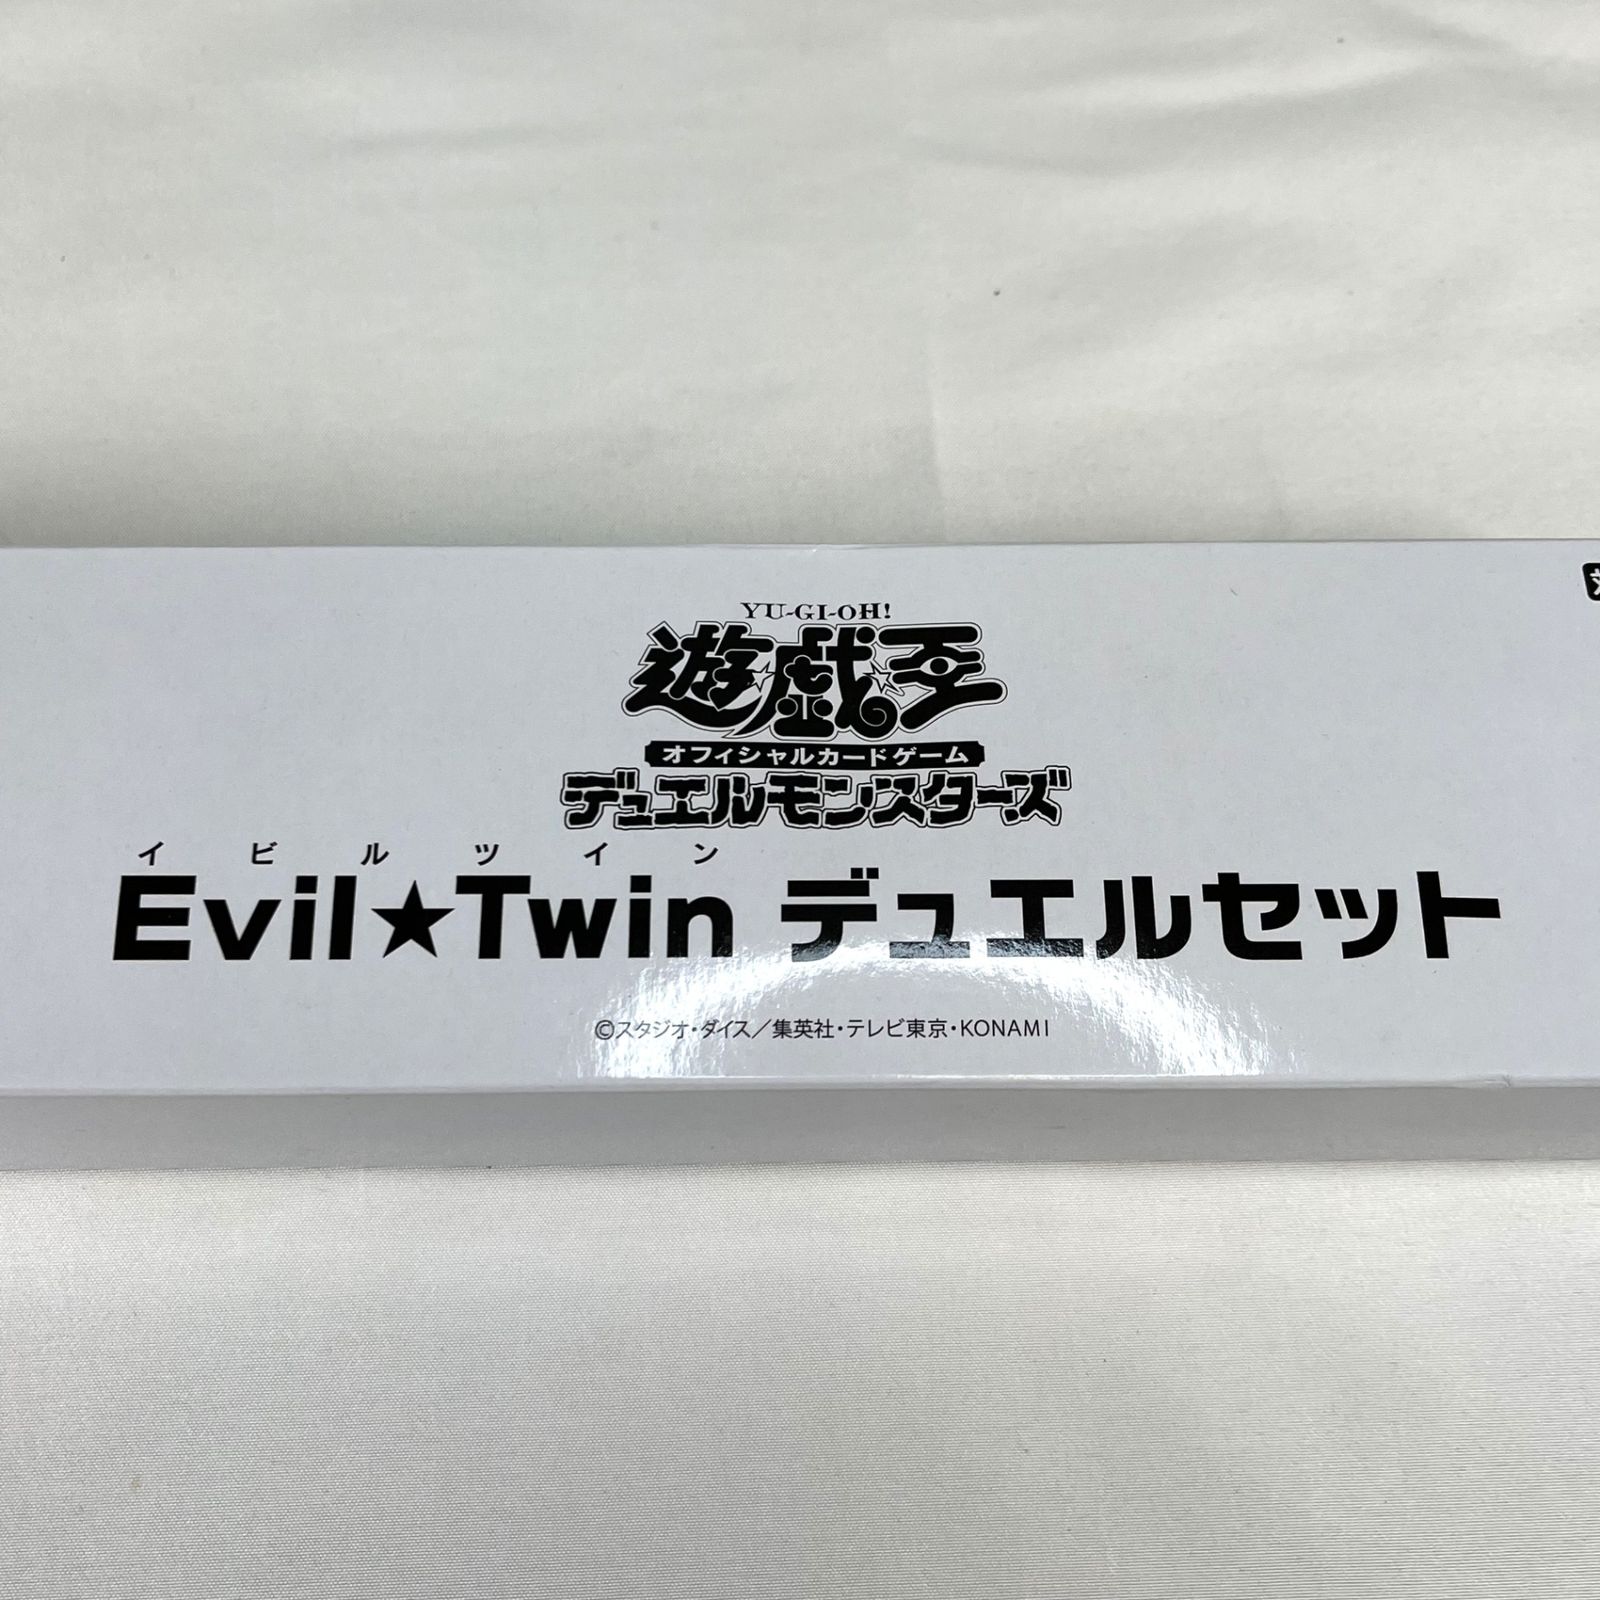 YU-GI-OH!
遊☆戯☆王
オフィシャルカードゲーム
デュエルモンスターズ
イビルツイン
Evil★Twin デュエルセット
©スタジオ・ダイス／集英社・テレビ東京・KONAMI